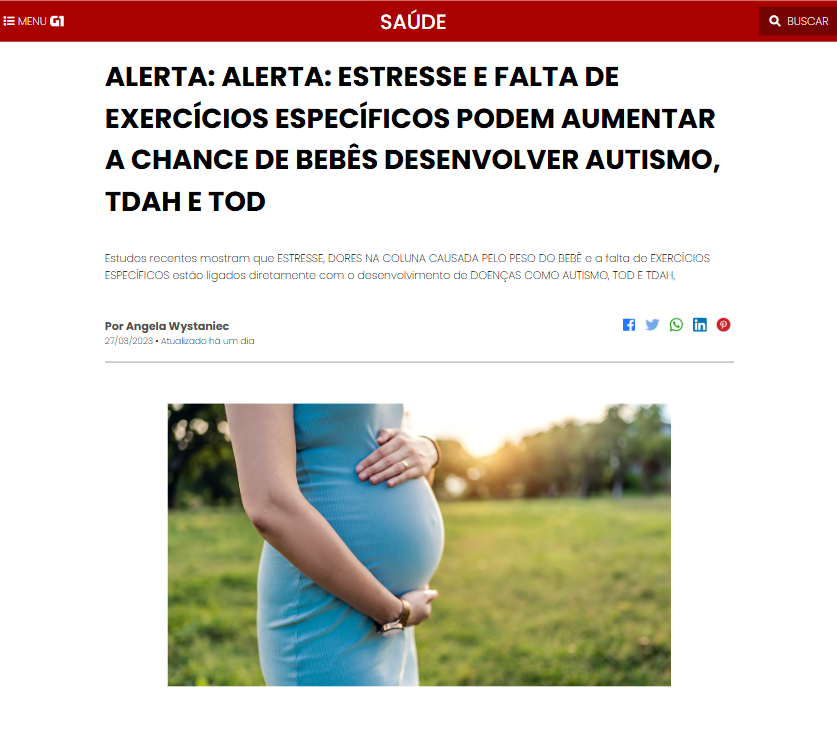 MENU G1
SAÚDE
BUSCAR
ALERTA: ALERTA: ESTRESSE E FALTA DE
EXERCÍCIOS ESPECÍFICOS PODEM AUMENTAR
A CHANCE DE BEBÊS DESENVOLVER AUTISMO,
TDAH E TOD
Estudos recentes mostram que ESTRESSE, DORES NA COLUNA CAUSADA PELO PESO DO BEBÊ e a falta de EXERCÍCIOS
ESPECÍFICOS estão ligados diretamente com o desenvolvimento de DOENÇAS COMO AUTISMO, TOD E TDAH,
Por Angela Wystaniec
27/03/2023 • Atualizado há um dia